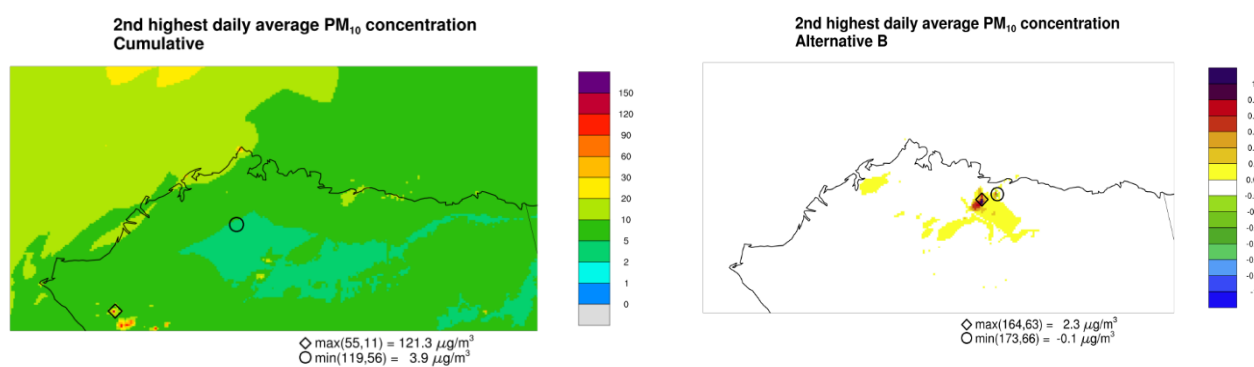 2nd highest daily average PM₁₀ concentration
Cumulative
150
120
90
60
30
20
10
5
2
1
0
◇ max(55,11) = 121.3 μg/m³
○ min(119,56) = 3.9 μg/m³
2nd highest daily average PM₁₀ concentration
Alternative B
◇ max(164,63) = 2.3 μg/m³
○ min(173,66) = -0.1 μg/m³